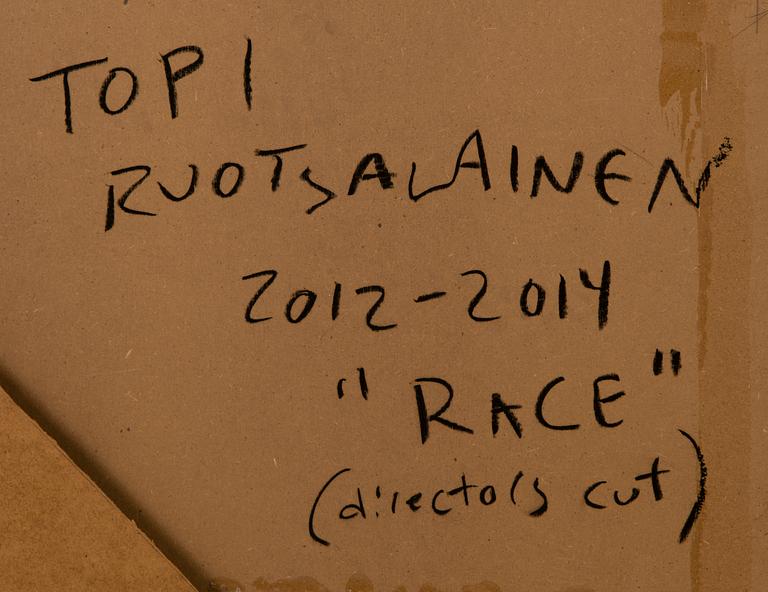 TOPI
RUOTSALAINEN
2012-2014
"RACE"
(directors cut)